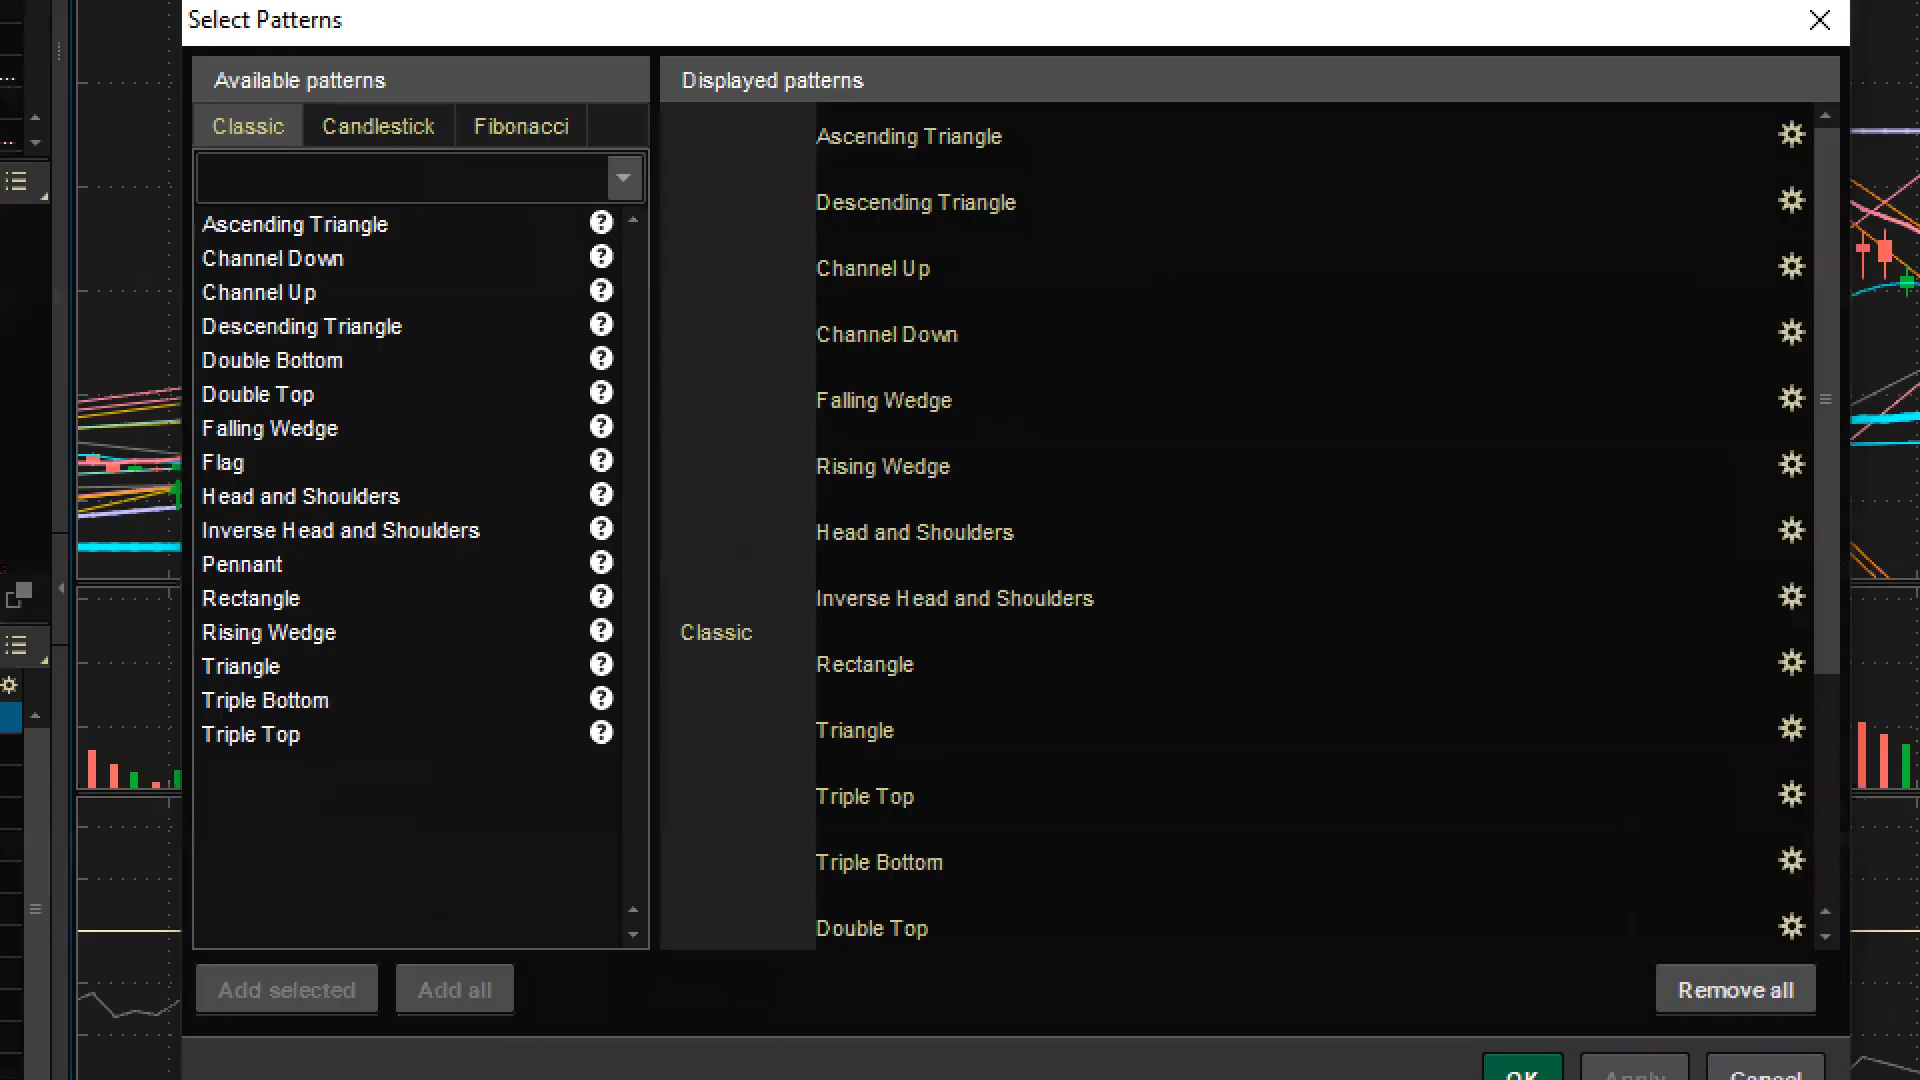 Select Patterns
Available patterns
Classic
Candlestick
Fibonacci
Ascending Triangle
Channel Down
Channel Up
Descending Triangle
Double Bottom
Double Top
Falling Wedge
Flag
Head and Shoulders
Inverse Head and Shoulders
Pennant
Rectangle
Rising Wedge
Triangle
Triple Bottom
Triple Top
Add selected
Add all
Displayed patterns
Classic
Ascending Triangle
Descending Triangle
Channel Up
Channel Down
Falling Wedge
Rising Wedge
Head and Shoulders
Inverse Head and Shoulders
Rectangle
Triangle
Triple Top
Triple Bottom
Double Top
Remove all
OK
Apply
Cancel